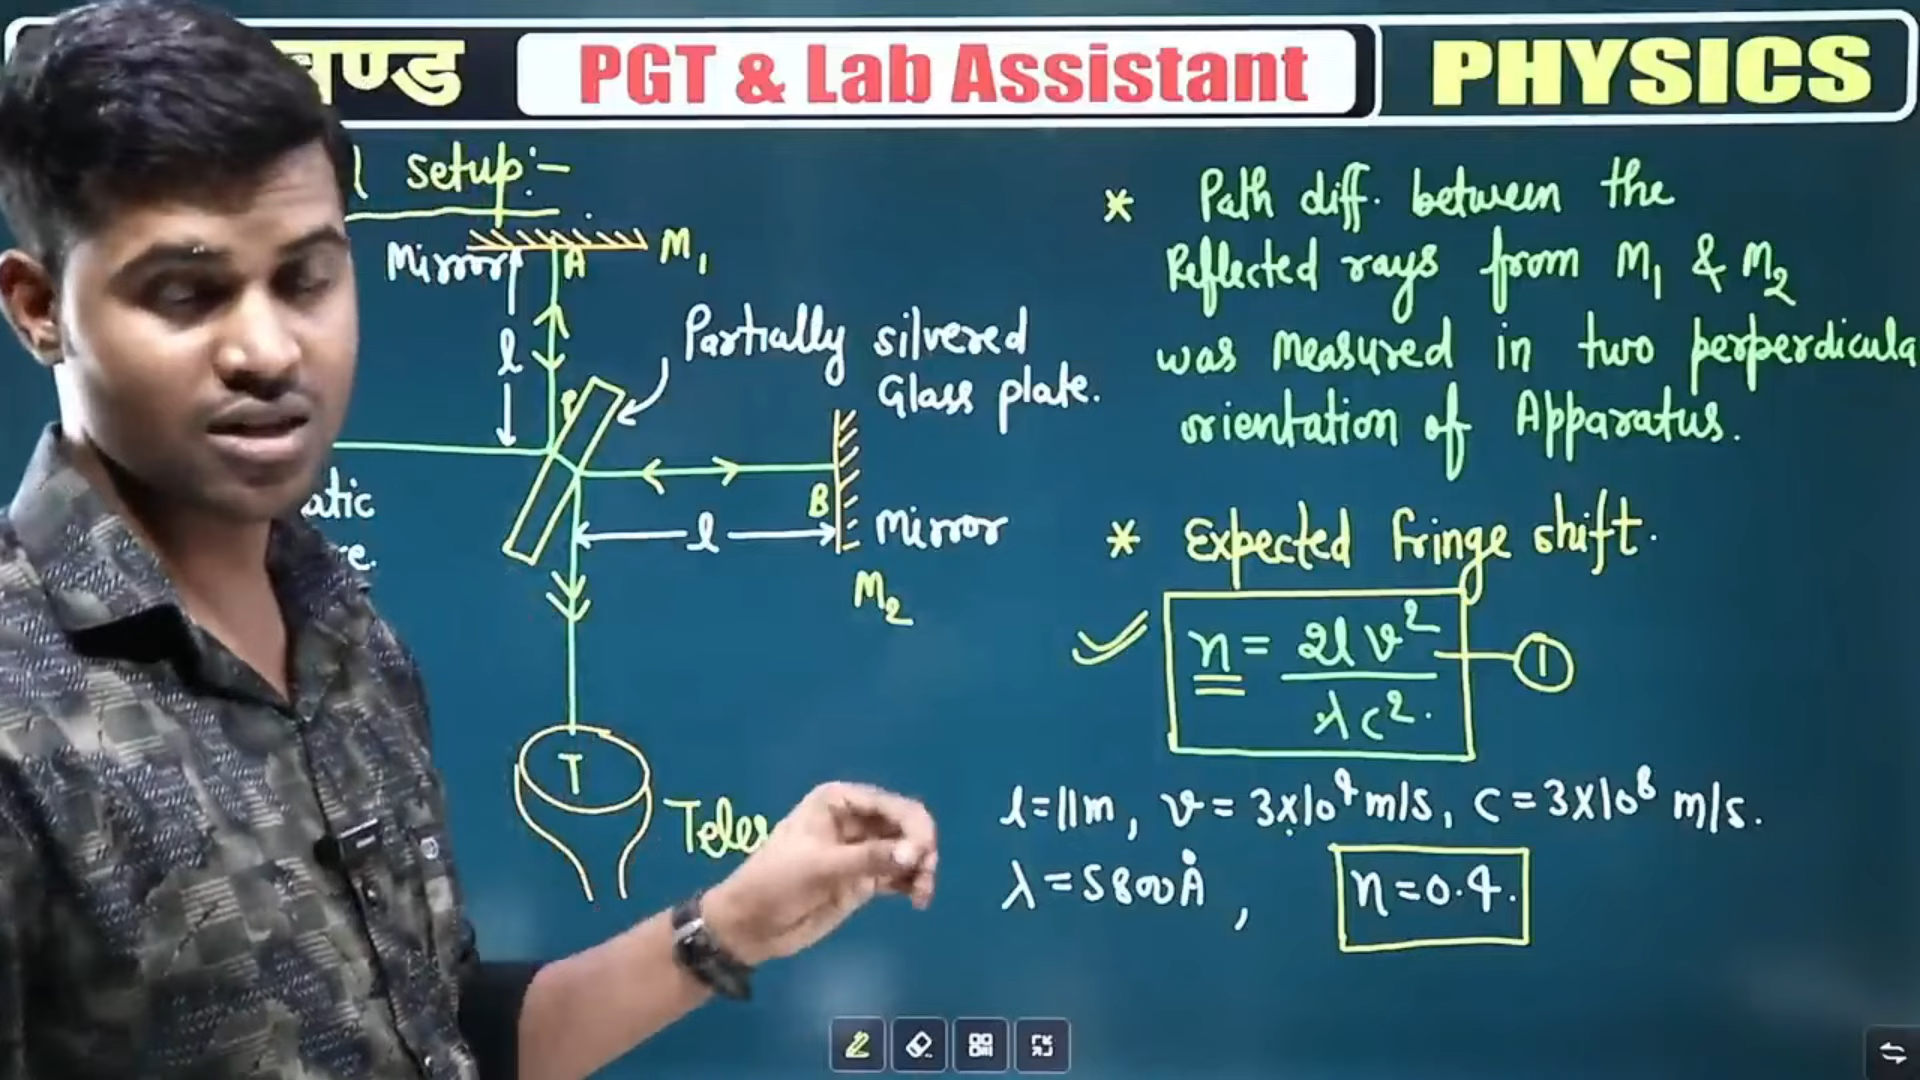 PGT & Lab Assistant
PHYSICS
setup:-
Mirror
A
M₁
l
Partially silvered
Glass plate.
B
l
Mirror
M₂
T
* Path diff. between the
Reflected rays from M₁ & M₂
was measured in two perperdicula
orientation of Apparatus.
* Expected fringe shift.
n = 2lv²/λc². ①
l=11m, v = 3x10⁴m/s, c = 3x10⁸ m/s.
λ = 5800Å,
n=0.4.